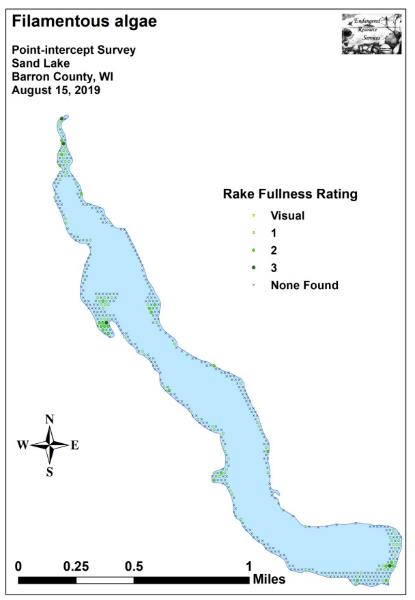 Filamentous algae
Point-intercept Survey
Sand Lake
Barron County, WI
August 15, 2019
Endangered
Resource
Services
Rake Fullness Rating
Visual
1
2
3
None Found
N
W E
S
0 0.25 0.5 1
Miles